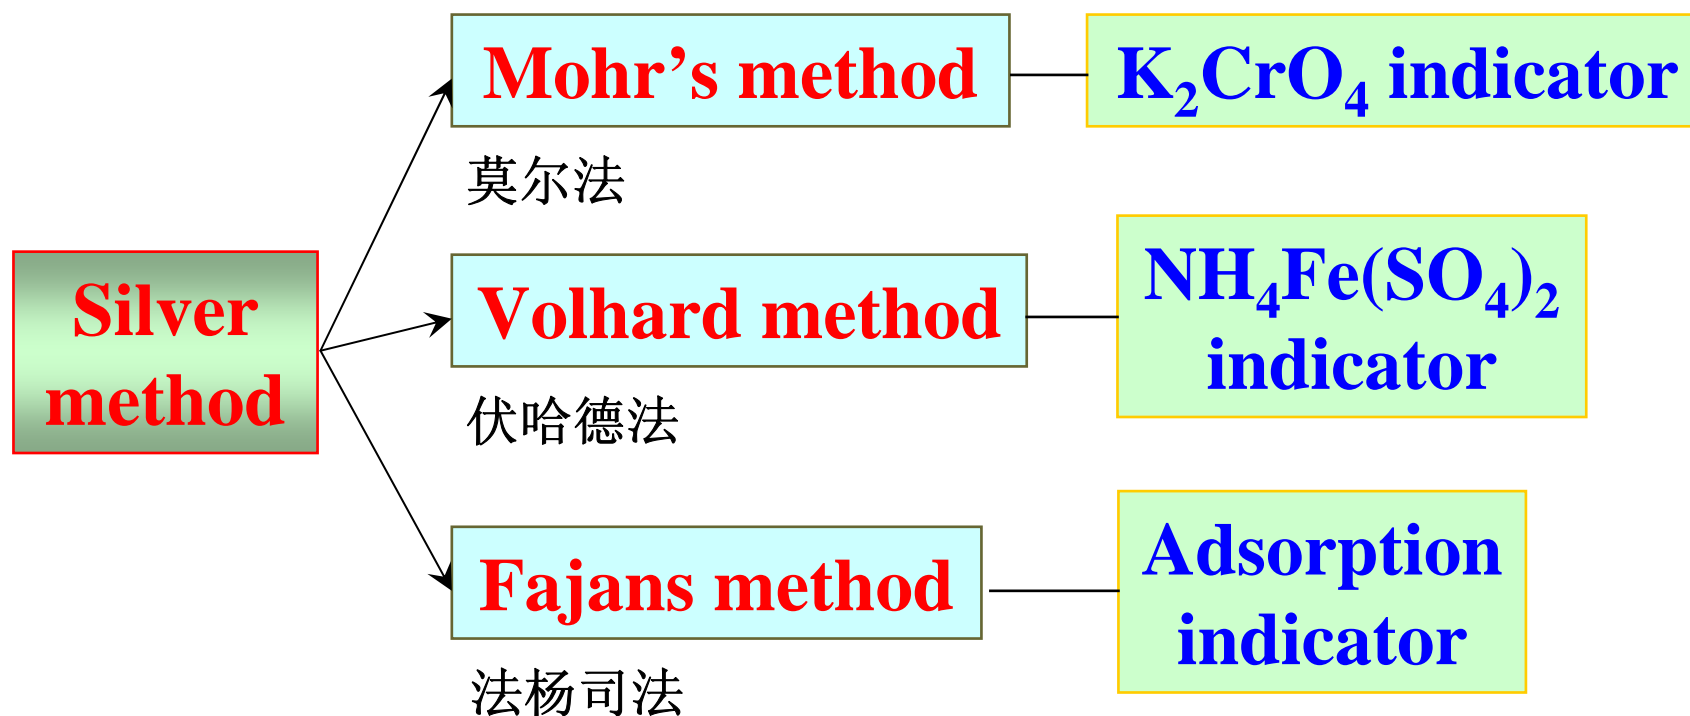 Silver
method
Mohr’s method
莫尔法
K₂CrO₄ indicator
Volhard method
伏哈德法
NH₄Fe(SO₄)₂
indicator
Fajans method
法杨司法
Adsorption
indicator